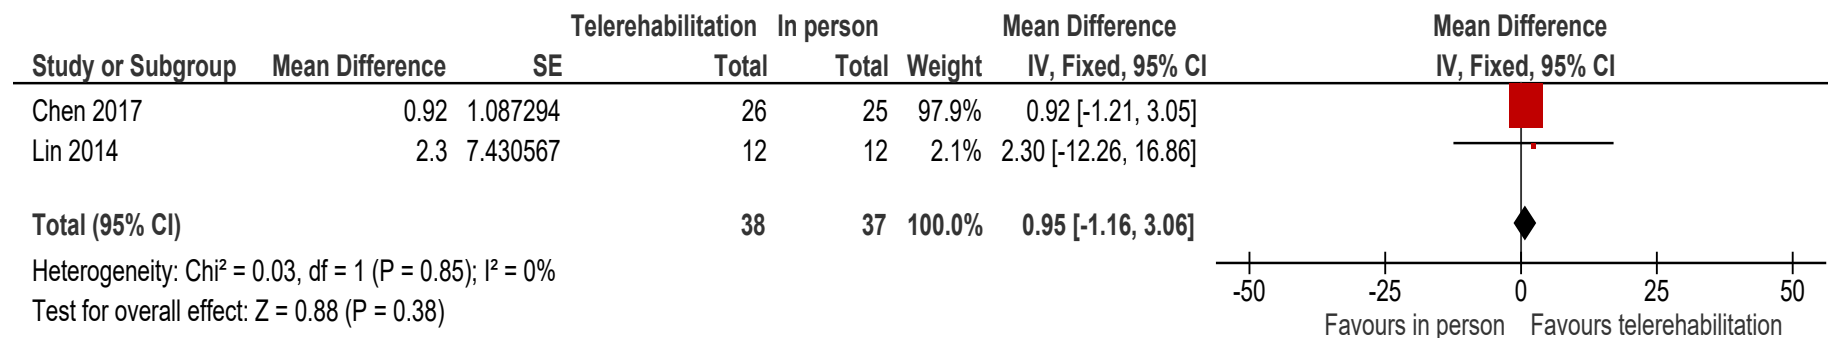 Telerehabilitation In person Mean Difference Mean Difference
Study or Subgroup Mean Difference SE Total Total Weight IV, Fixed, 95% CI IV, Fixed, 95% CI
Chen 2017 0.92 1.087294 26 25 97.9% 0.92 [-1.21, 3.05]
Lin 2014 2.3 7.430567 12 12 2.1% 2.30 [-12.26, 16.86]
Total (95% CI) 38 37 100.0% 0.95 [-1.16, 3.06]
Heterogeneity: Chi² = 0.03, df = 1 (P = 0.85); I² = 0%
Test for overall effect: Z = 0.88 (P = 0.38)
-50 -25 0 25 50
Favours in person Favours telerehabilitation